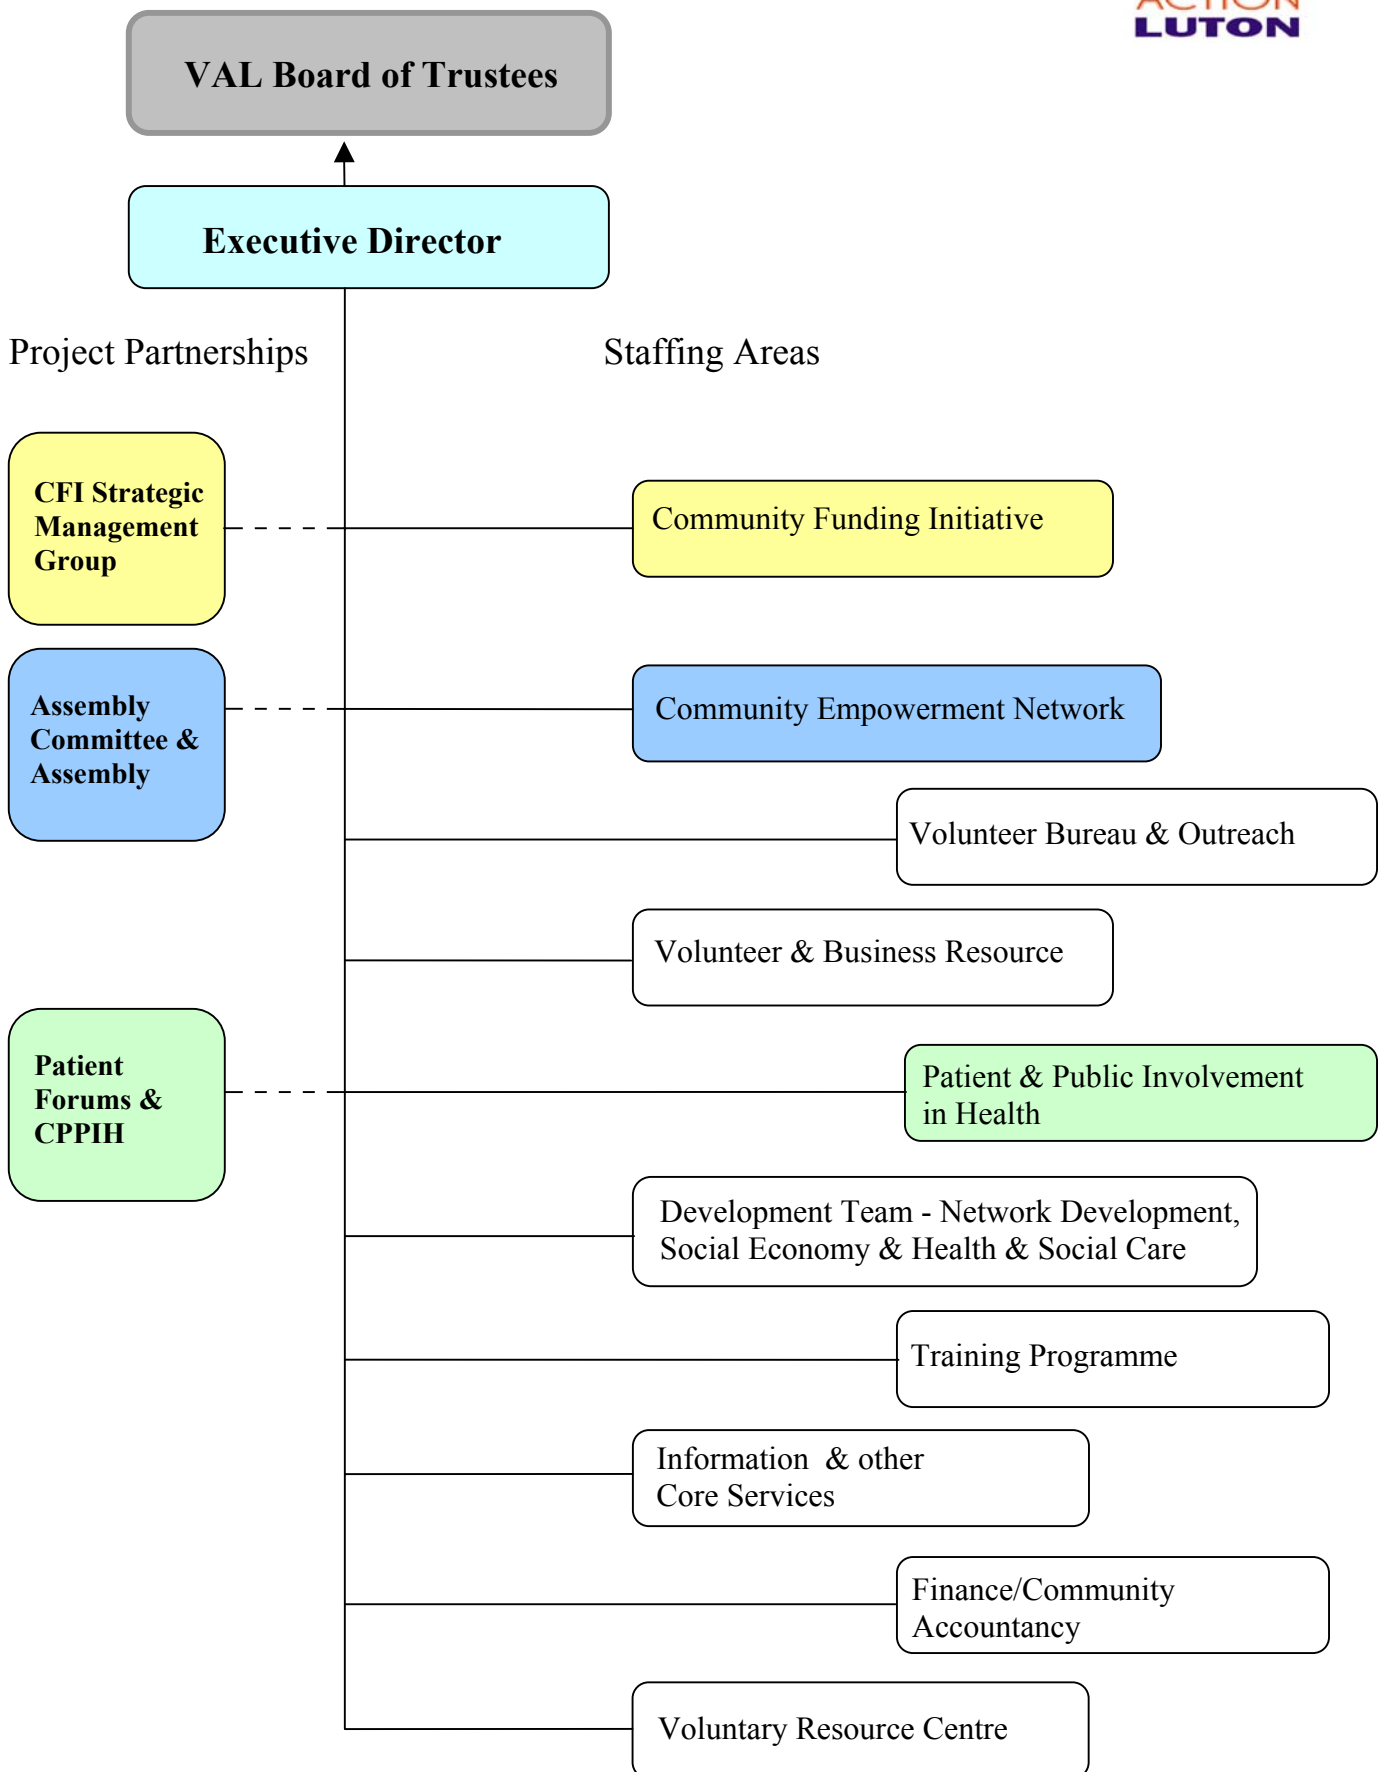 ACTION
LUTON
VAL Board of Trustees
Executive Director
Project Partnerships
Staffing Areas
CFI Strategic
Management
Group
Community Funding Initiative
Assembly
Committee &
Assembly
Community Empowerment Network
Volunteer Bureau & Outreach
Volunteer & Business Resource
Patient
Forums &
CPPIH
Patient & Public Involvement
in Health
Development Team - Network Development,
Social Economy & Health & Social Care
Training Programme
Information & other
Core Services
Finance/Community
Accountancy
Voluntary Resource Centre